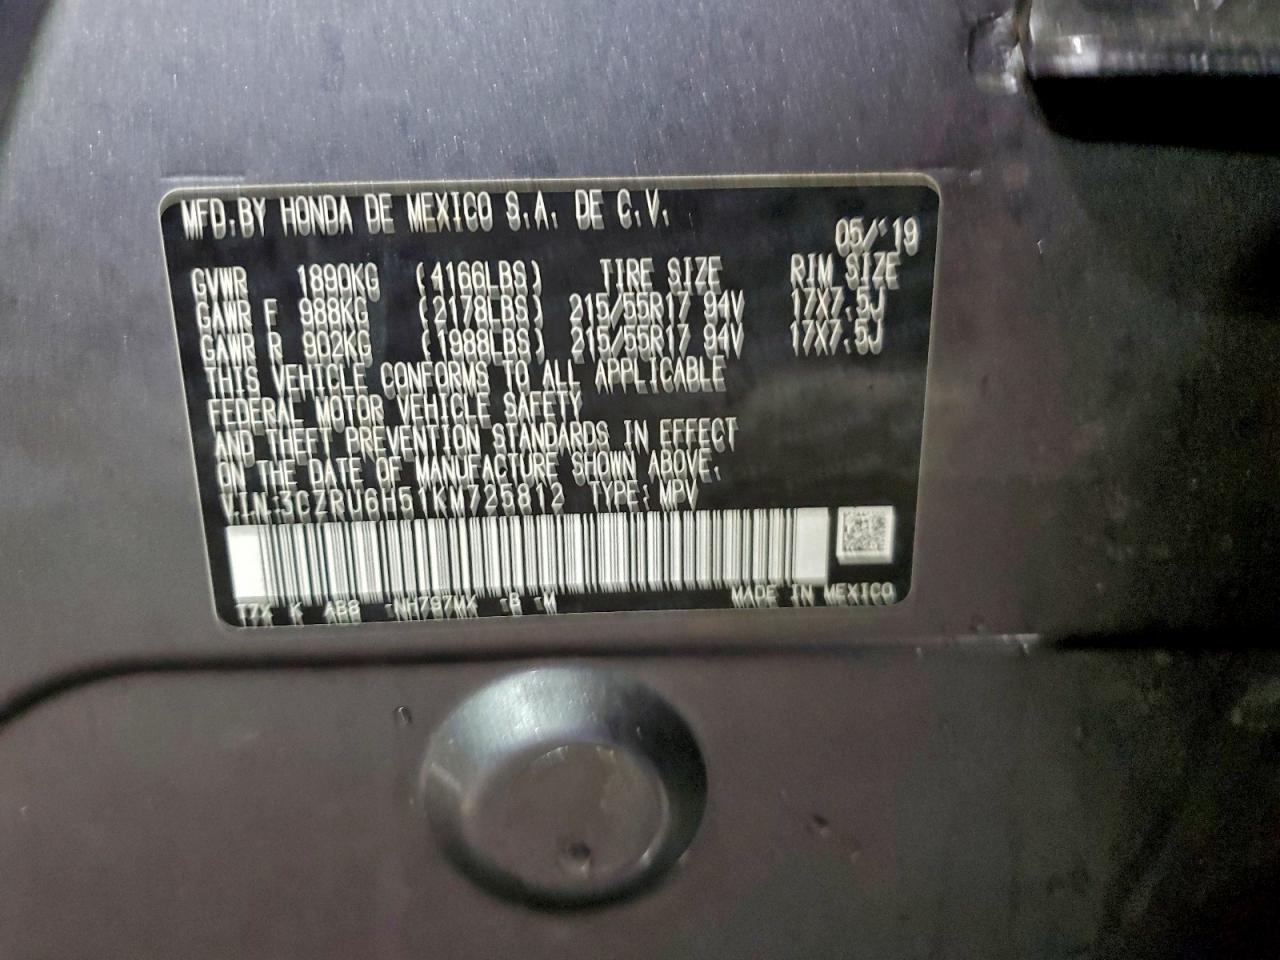 MFD.BY HONDA DE MEXICO S.A. DE C.V.
05/'19
GVWR 1890KG (4166LBS) TIRE SIZE RIM SIZE
GAWR F 988KG (2178LBS) 215/55R17 94V 17X7.5J
GAWR R 902KG (1988LBS) 215/55R17 94V 17X7.5J
THIS VEHICLE CONFORMS TO ALL APPLICABLE
FEDERAL MOTOR VEHICLE SAFETY
AND THEFT PREVENTION STANDARDS IN EFFECT
ON THE DATE OF MANUFACTURE SHOWN ABOVE.
V.I.N.:3CZRU6H51KM725812 TYPE: MPV
T7X K AB8 -NH797MX -B -M MADE IN MEXICO